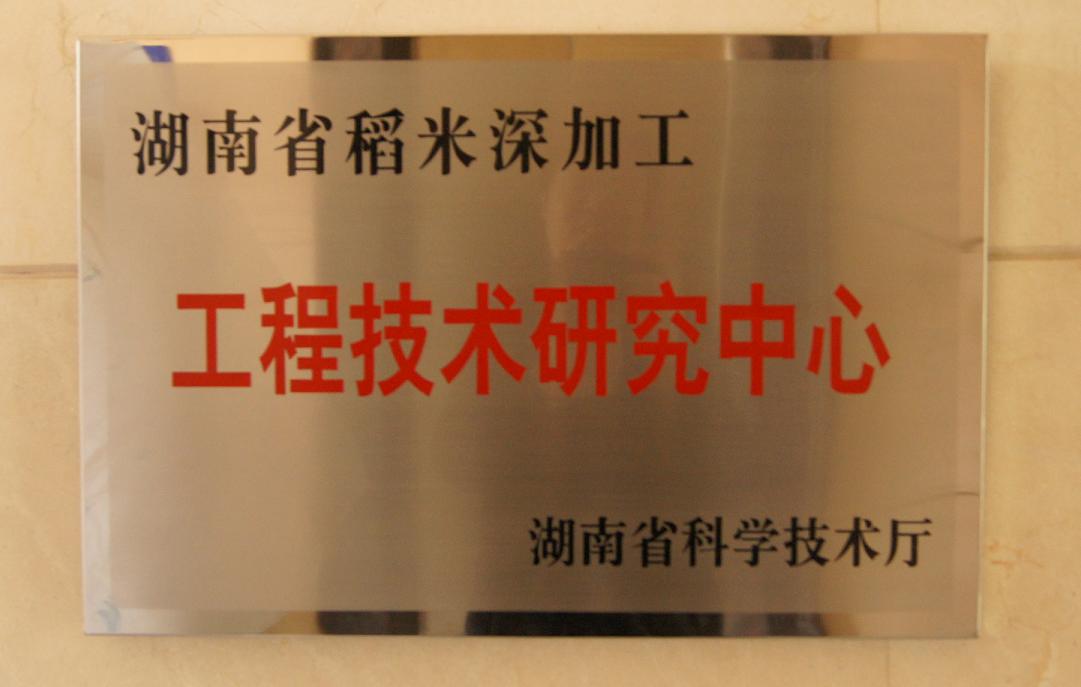 湖南省稻米深加工
工程技术研究中心
湖南省科学技术厅